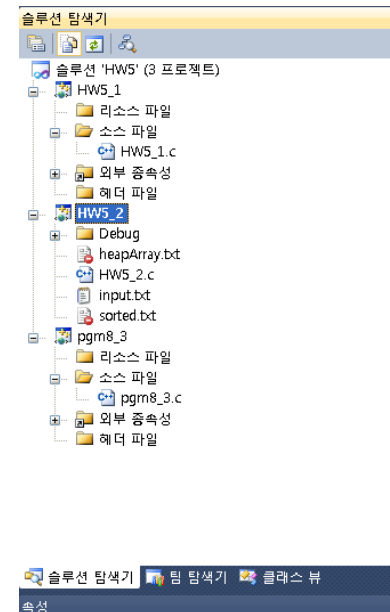 솔루션 탐색기
솔루션 'HW5' (3 프로젝트)
HW5_1
리소스 파일
소스 파일
HW5_1.c
외부 종속성
헤더 파일
HW5_2
Debug
heapArray.txt
HW5_2.c
input.txt
sorted.txt
pgm8_3
리소스 파일
소스 파일
pgm8_3.c
외부 종속성
헤더 파일
솔루션 탐색기 팀 탐색기 클래스 뷰
속성